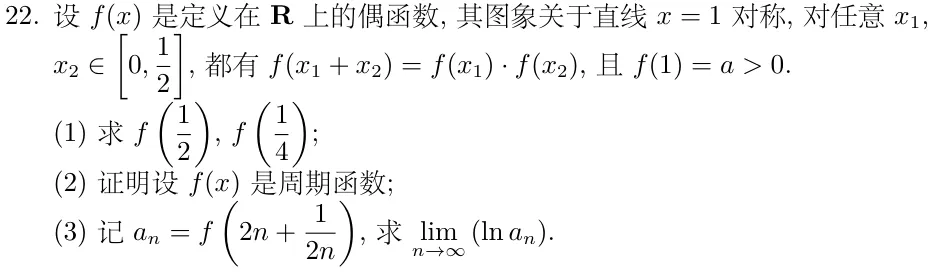 22. 设 f(x) 是定义在 R 上的偶函数, 其图象关于直线 x = 1 对称, 对任意 x₁,
x₂ ∈ [0, 1/2], 都有 f(x₁ + x₂) = f(x₁) · f(x₂), 且 f(1) = a > 0.
(1) 求 f(1/2), f(1/4);
(2) 证明设 f(x) 是周期函数;
(3) 记 aₙ = f(2n + 1/2n), 求 lim n→∞ (ln aₙ).